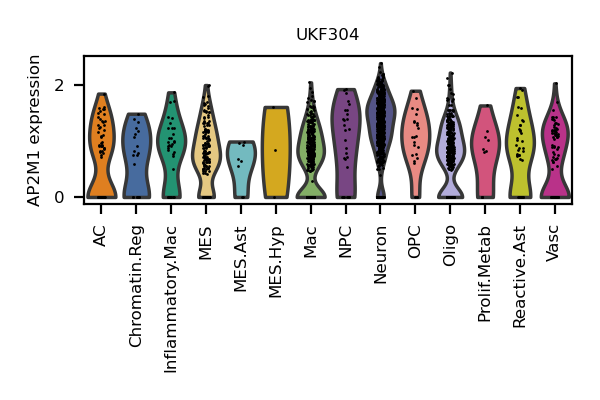 UKF304
AP2M1 expression
2
0
AC
Chromatin.Reg
Inflammatory.Mac
MES
MES.Ast
MES.Hyp
Mac
NPC
Neuron
OPC
Oligo
Prolif.Metab
Reactive.Ast
Vasc